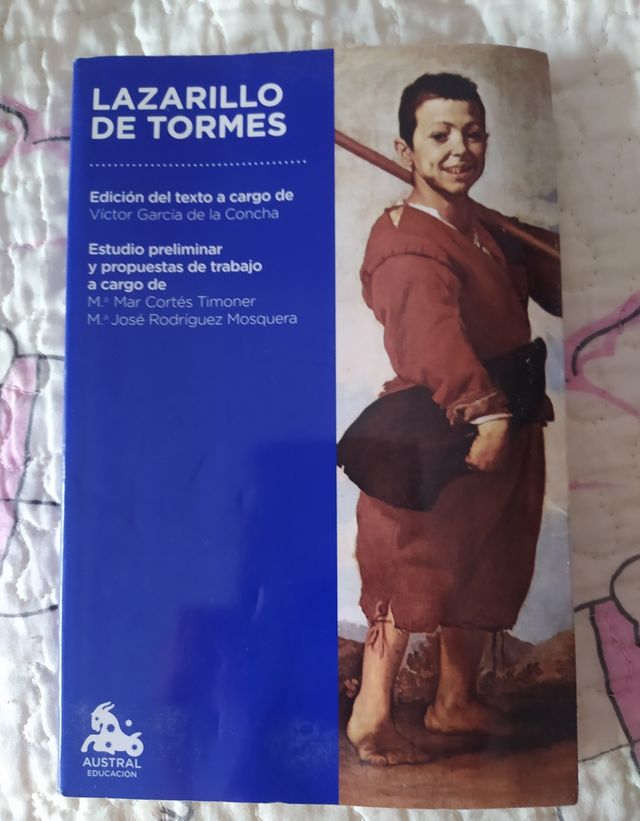 LAZARILLO
DE TORMES
Edición del texto a cargo de
Víctor García de la Concha
Estudio preliminar
y propuestas de trabajo
a cargo de
M.ª Mar Cortés Timoner
M.ª José Rodríguez Mosquera
AUSTRAL
EDUCACIÓN